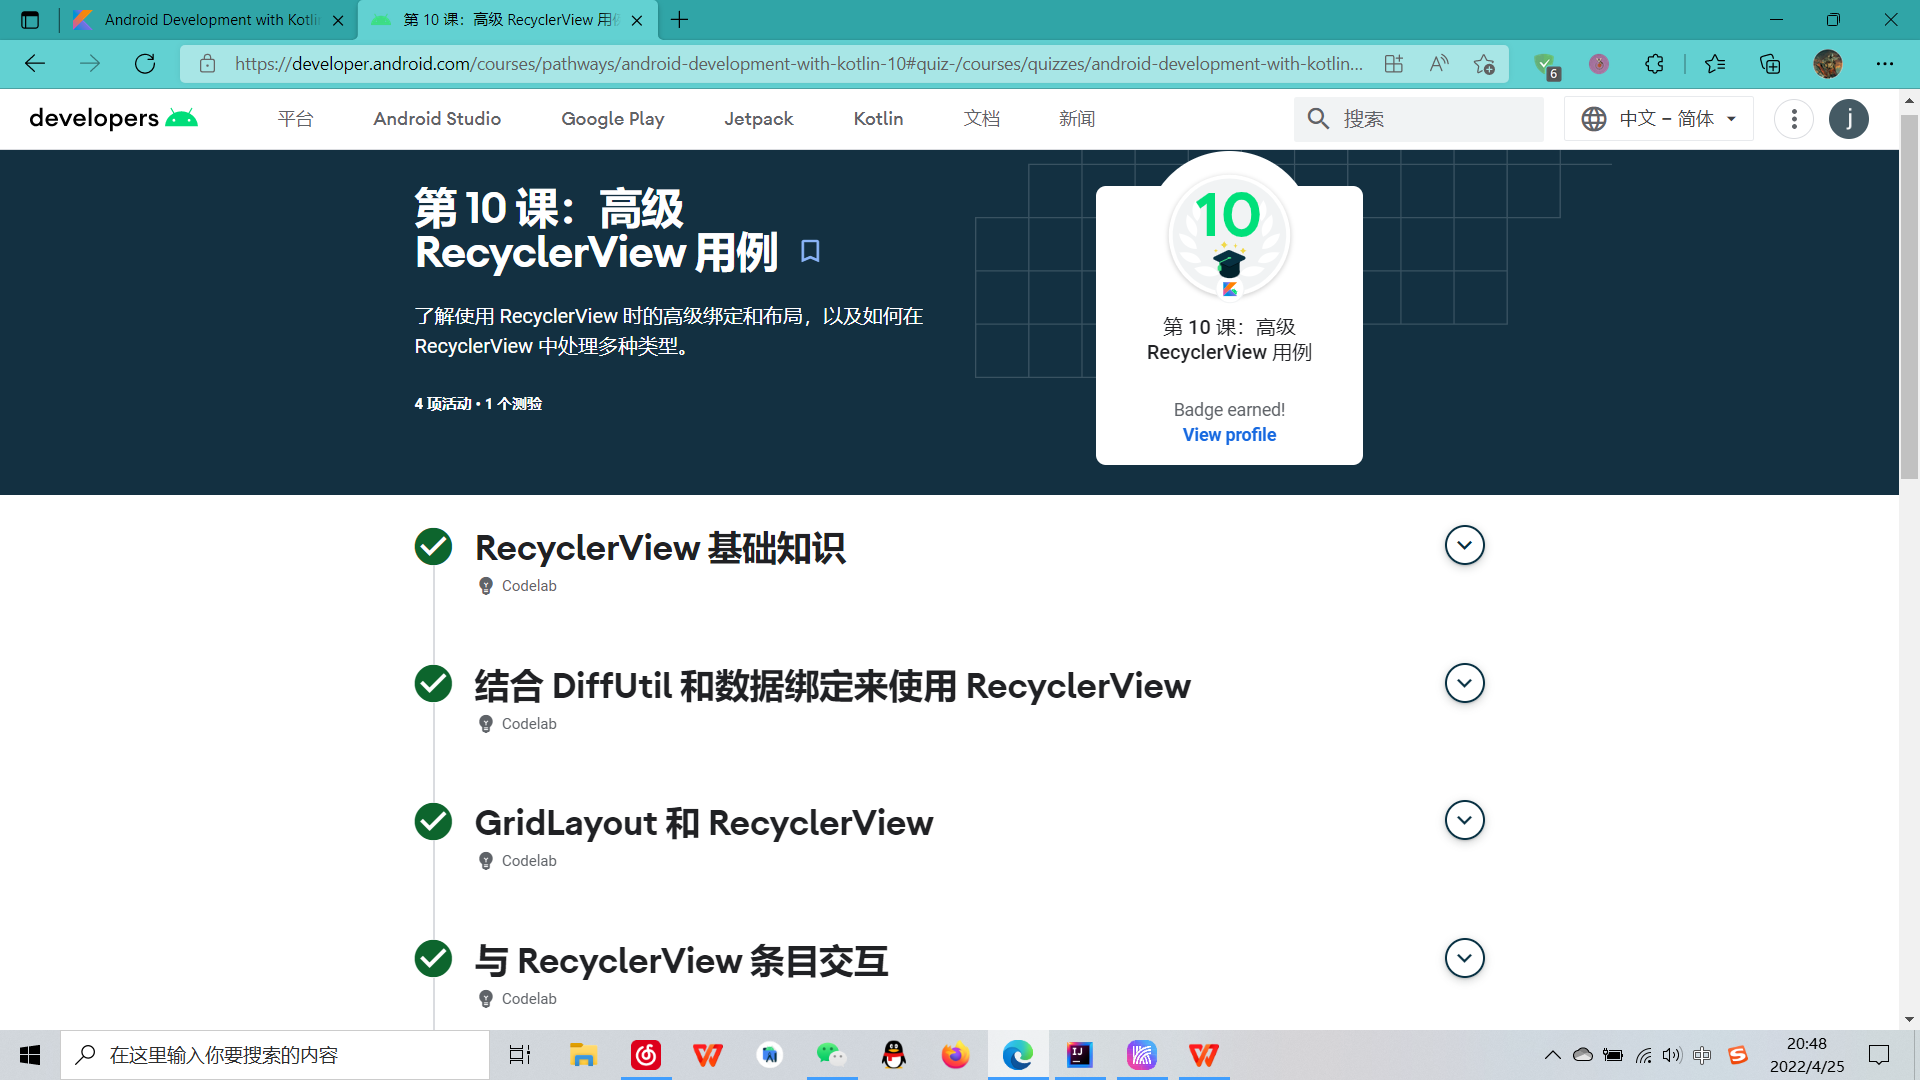 Android Development with Kotli
第 10 课：高级 RecyclerView 用例
https://developer.android.com/courses/pathways/android-development-with-kotlin-10#quiz-/courses/quizzes/android-development-with-kotlin...
6
developers
平台
Android Studio
Google Play
Jetpack
Kotlin
文档
新闻
搜索
中文 – 简体
j
第 10 课：高级
RecyclerView 用例
了解使用 RecyclerView 时的高级绑定和布局，以及如何在
RecyclerView 中处理多种类型。
4 项活动 • 1 个测验
10
第 10 课：高级
RecyclerView 用例
Badge earned!
View profile
RecyclerView 基础知识
Codelab
结合 DiffUtil 和数据绑定来使用 RecyclerView
Codelab
GridLayout 和 RecyclerView
Codelab
与 RecyclerView 条目交互
Codelab
在这里输入你要搜索的内容
中
20:48
2022/4/25